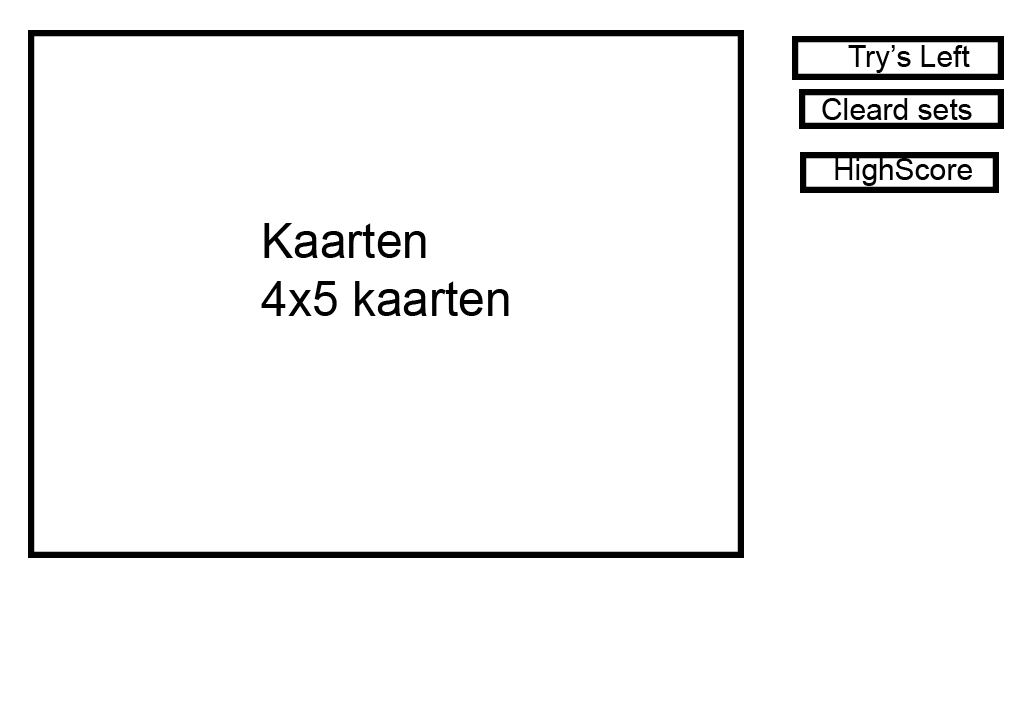 Try’s Left
Cleard sets
HighScore
Kaarten
4x5 kaarten